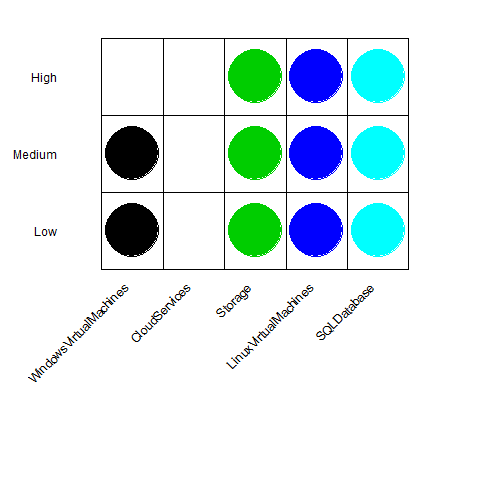 High
Medium
Low
WindowsVirtualMachines
CloudServices
Storage
LinuxVirtualMachines
SQLDatabase